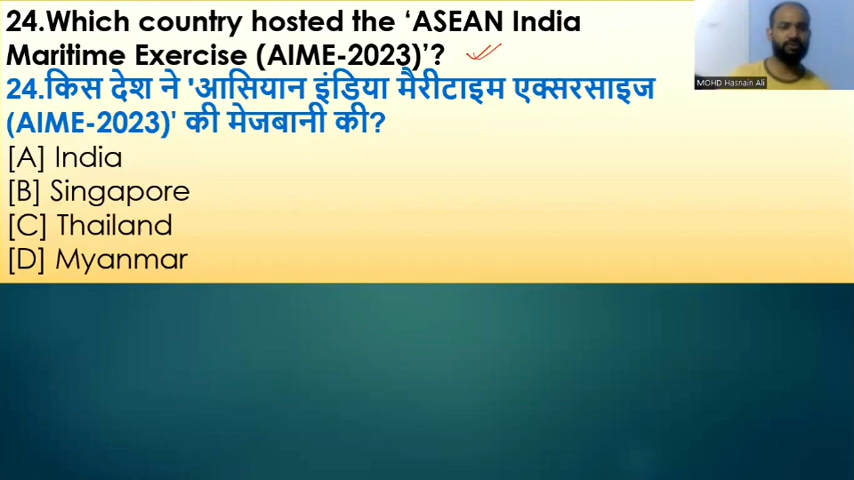 24.Which country hosted the ‘ASEAN India
Maritime Exercise (AIME-2023)’?
24.किस देश ने 'आसियान इंडिया मैरीटाइम एक्सरसाइज
(AIME-2023)' की मेजबानी की?
[A] India
[B] Singapore
[C] Thailand
[D] Myanmar
MOHD Hasnain Ali